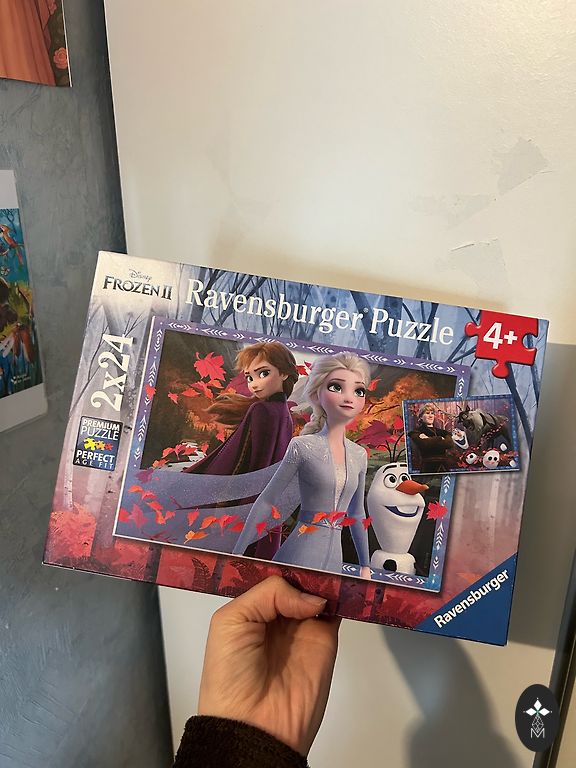 Disney
FROZEN II
Ravensburger® Puzzle
4+
2x24
PREMIUM
PUZZLE
PERFECT
AGE FIT
Ravensburger
M